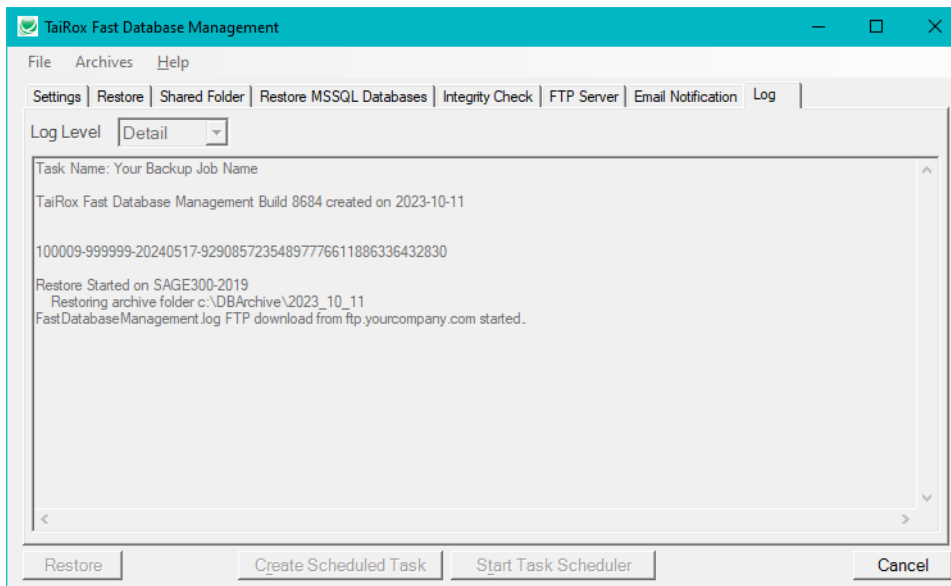 TaiRox Fast Database Management
File Archives Help
Settings Restore Shared Folder Restore MSSQL Databases Integrity Check FTP Server Email Notification Log
Log Level Detail
Task Name: Your Backup Job Name
TaiRox Fast Database Management Build 8684 created on 2023-10-11
100009-999999-20240517-92908572354897776611886336432830
Restore Started on SAGE300-2019
Restoring archive folder c:\DBArchive\2023_10_11
FastDatabaseManagement.log FTP download from ftp.yourcompany.com started.
Restore Create Scheduled Task Start Task Scheduler Cancel